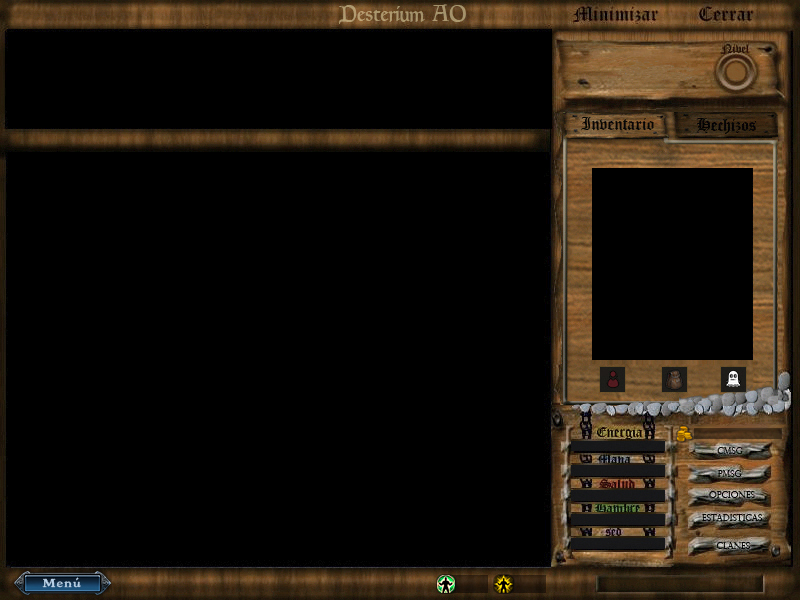 Desterium AO
Minimizar Cerrar
Nivel
Inventario Hechizos
Energia
Mana
Salud
Hambre
sed
CMSG
PMSG
OPCIONES
ESTADISTICAS
CLANES
Menú